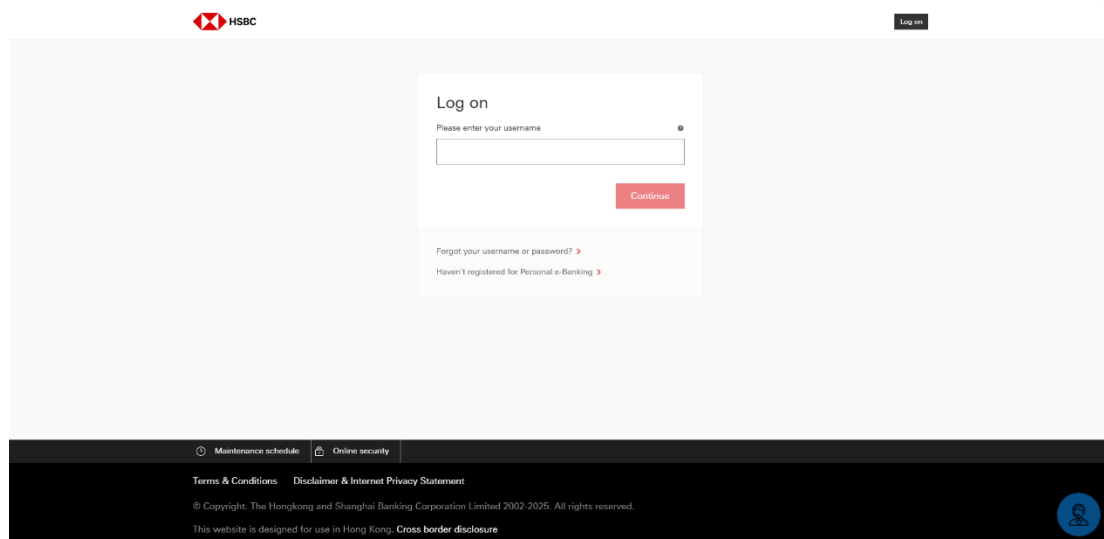 HSBC
Log on
Log on
Please enter your username
Continue
Forgot your username or password?
Haven't registered for Personal e-Banking
Maintenance schedule
Online security
Terms & Conditions Disclaimer & Internet Privacy Statement
© Copyright. The Hongkong and Shanghai Banking Corporation Limited 2002-2025. All rights reserved.
This website is designed for use in Hong Kong. Cross border disclosure